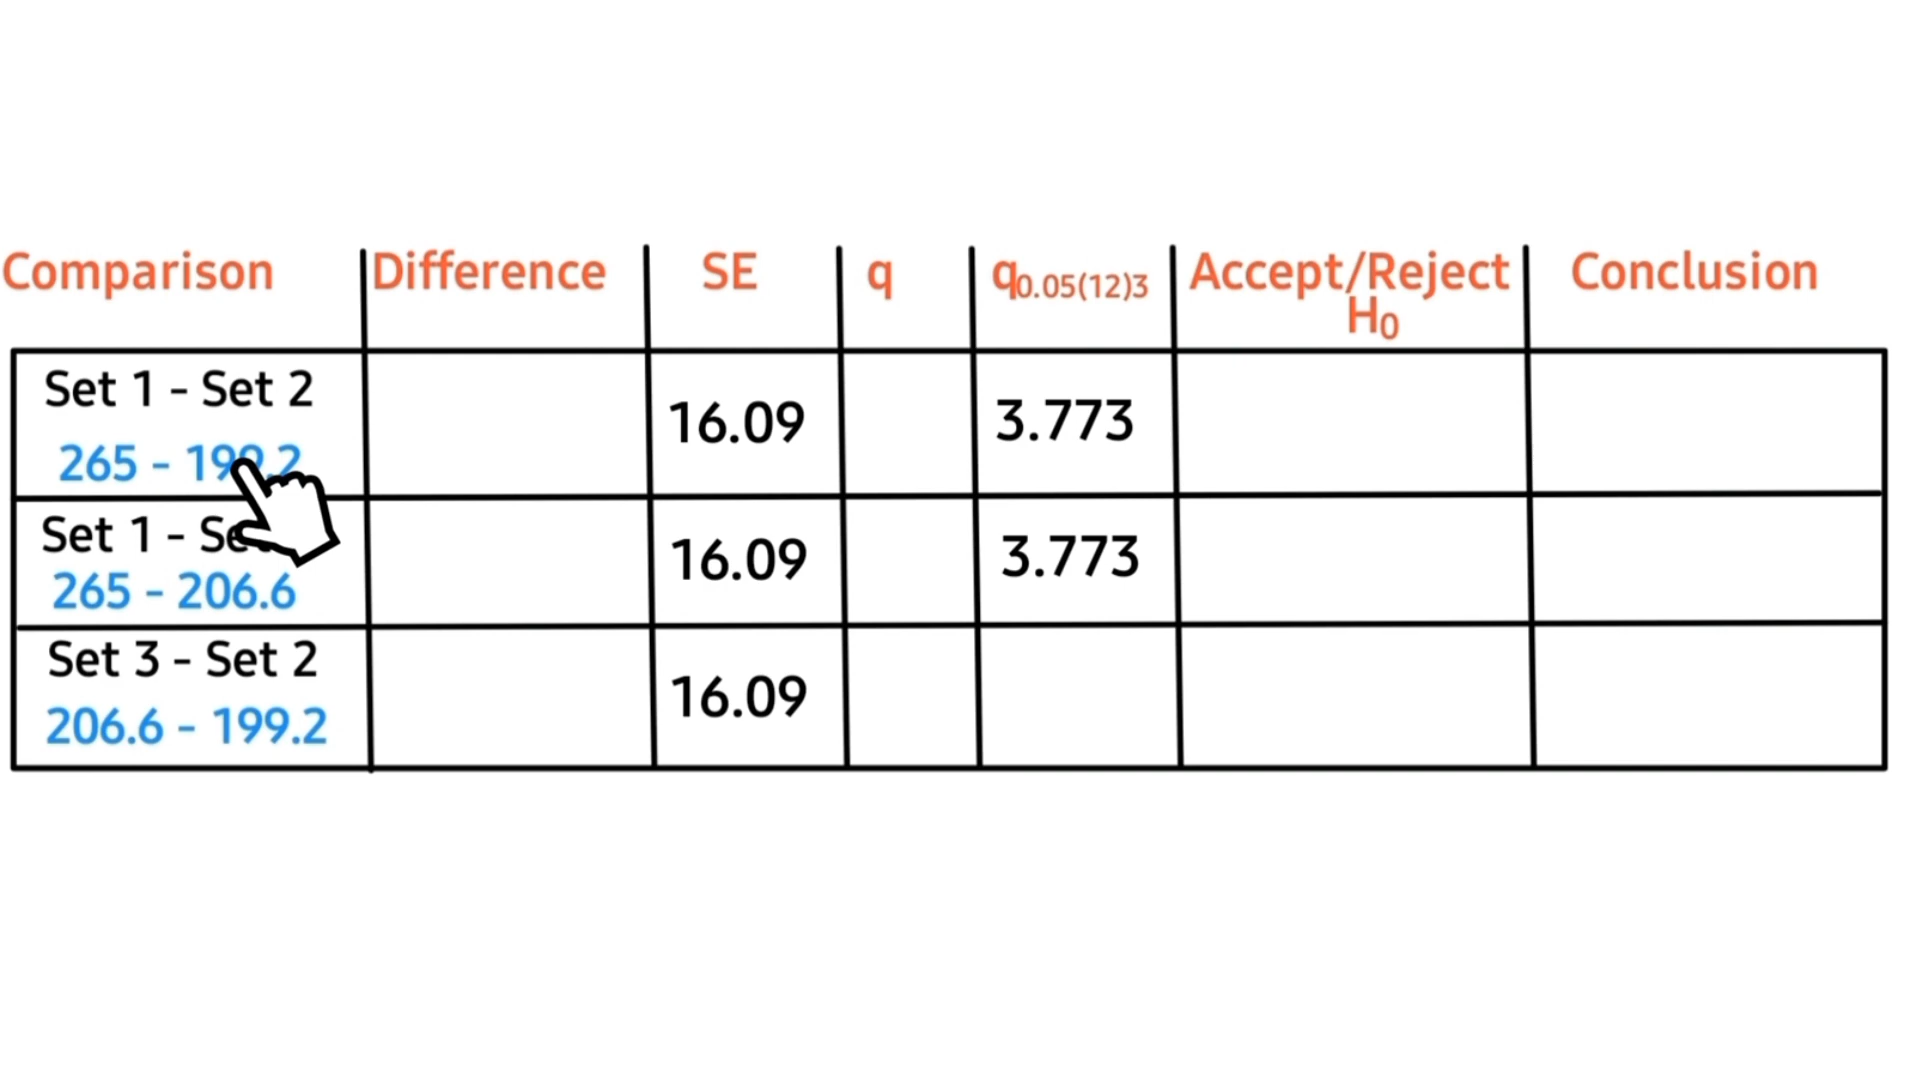 Comparison Difference SE q q0.05(12)3 Accept/Reject H0 Conclusion
Set 1 - Set 2
265 - 199.2
16.09 3.773
Set 1 -
265 - 206.6
16.09 3.773
Set 3 - Set 2
206.6 - 199.2
16.09